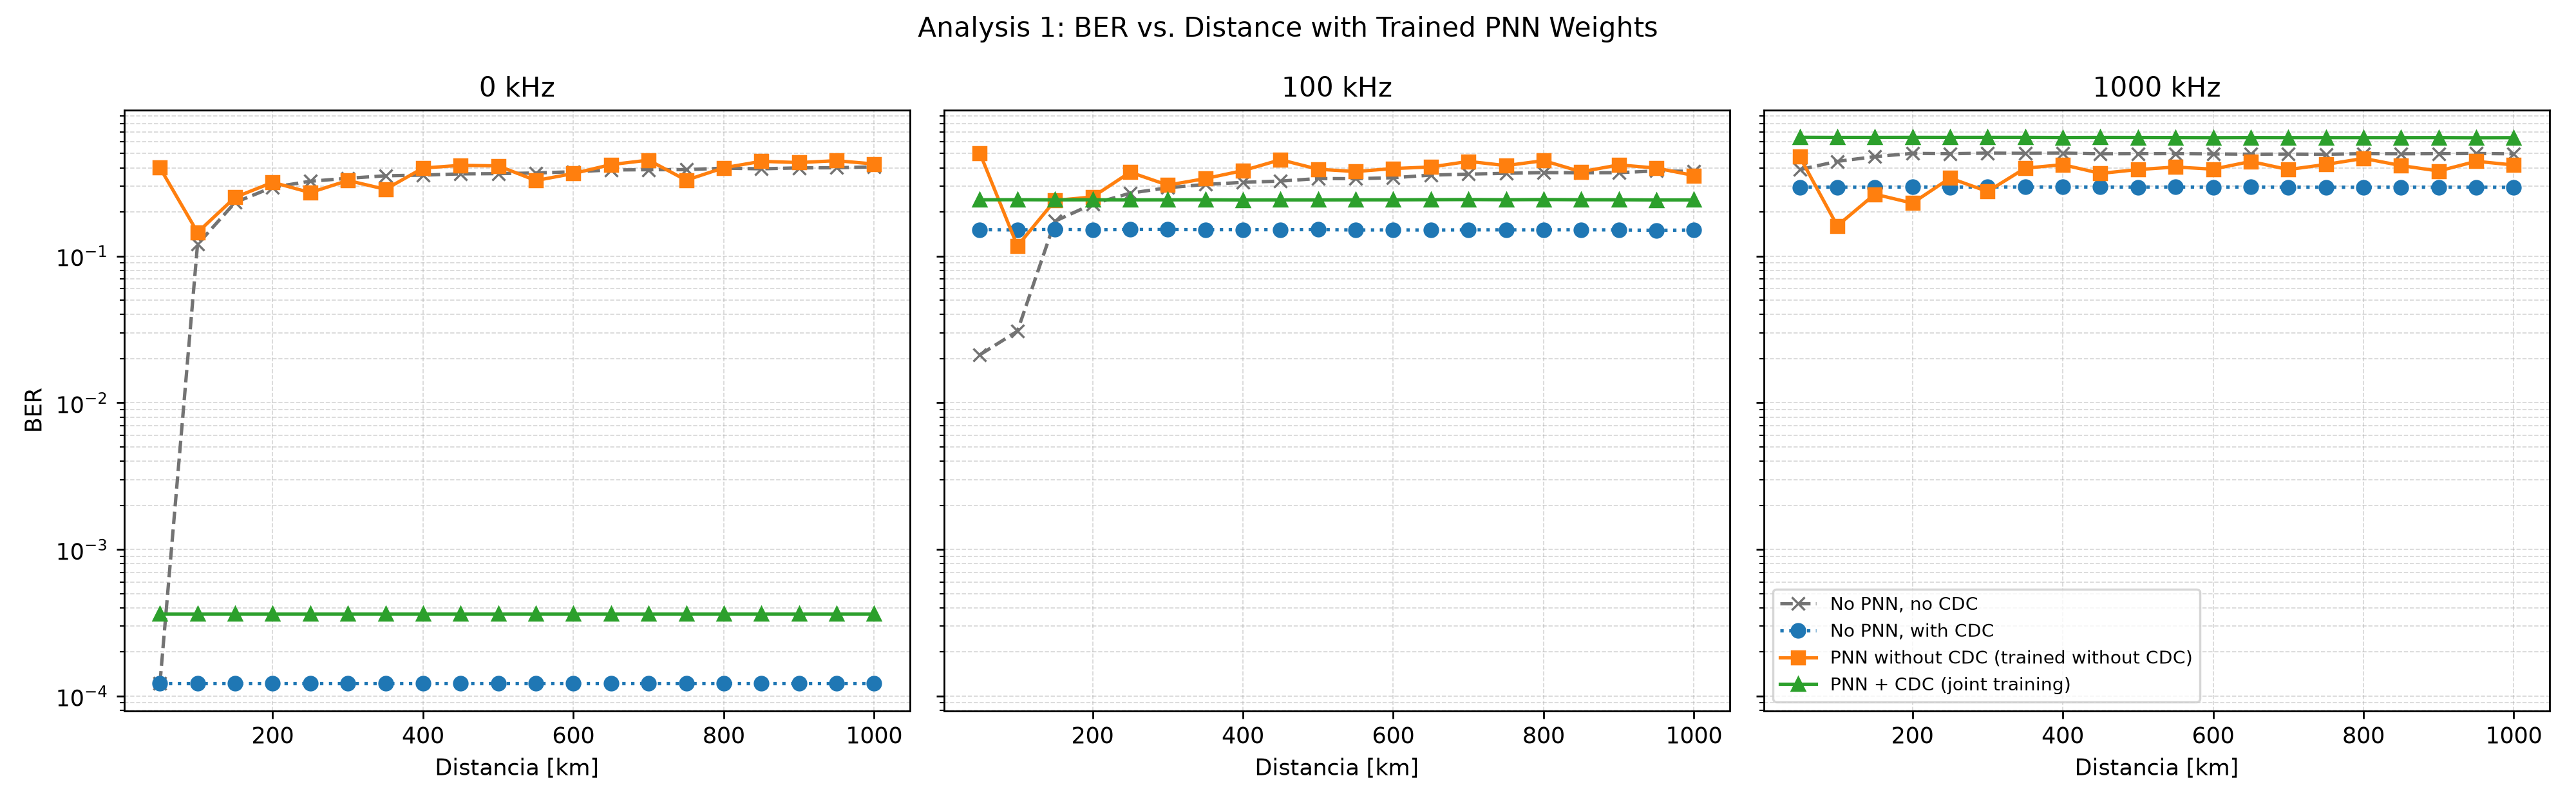 Analysis 1: BER vs. Distance with Trained PNN Weights
0 kHz
100 kHz
1000 kHz
BER
10⁻¹
10⁻²
10⁻³
10⁻⁴
200 400 600 800 1000
200 400 600 800 1000
200 400 600 800 1000
Distancia [km]
Distancia [km]
Distancia [km]
No PNN, no CDC
No PNN, with CDC
PNN without CDC (trained without CDC)
PNN + CDC (joint training)